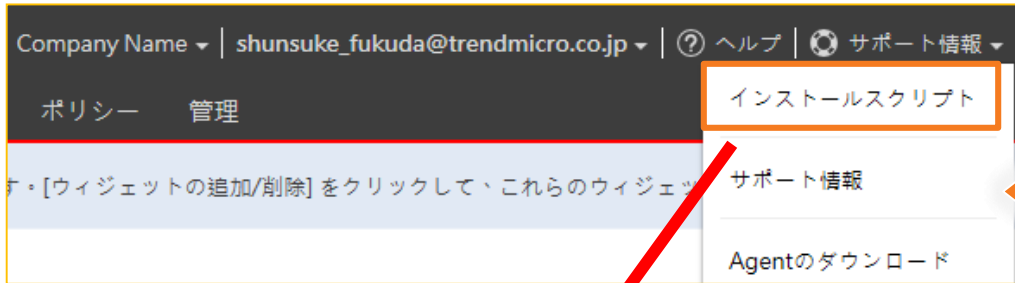 Company Name shunsuke_fukuda@trendmicro.co.jp ヘルプ サポート情報
ポリシー 管理
インストールスクリプト
す。[ウィジェットの追加/削除] をクリックして、これらのウィジェッ
サポート情報
Agentのダウンロード